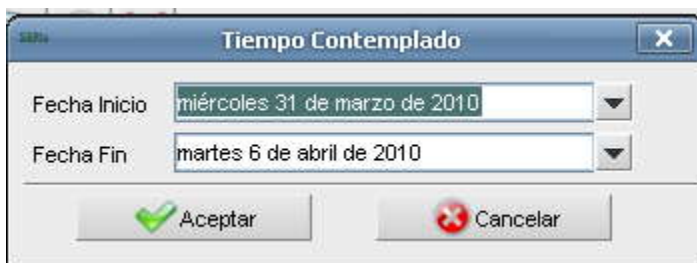 Tiempo Contemplado
Fecha Inicio miércoles 31 de marzo de 2010
Fecha Fin martes 6 de abril de 2010
Aceptar Cancelar